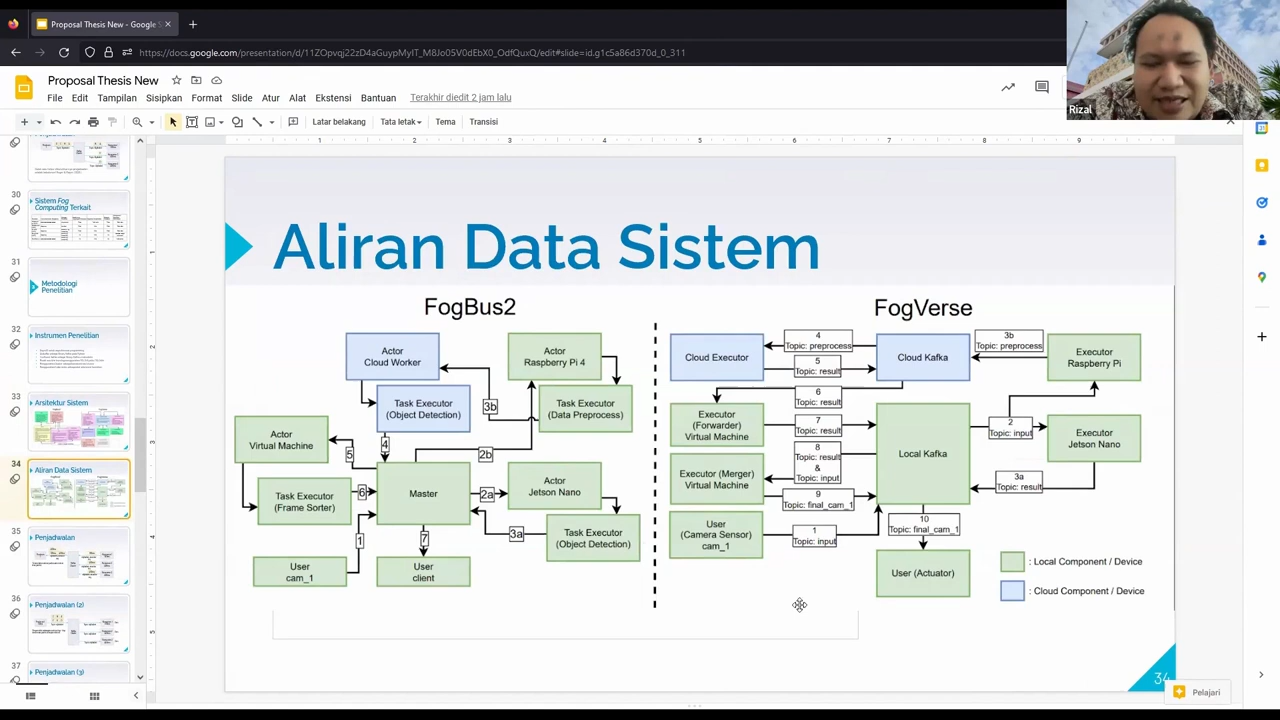 Proposal Thesis New - Google S
https://docs.google.com/presentation/d/11ZOpvqj22zD4aGuypMyIT_M8Jo05V0dEbX0_OdfQuxQ/edit#slide=id.g1c5a86d370d_0_311
Rizal
Proposal Thesis New
File Edit Tampilan Sisipkan Format Slide Atur Alat Ekstensi Bantuan Terakhir diedit 2 jam lalu
Latar belakang Tata letak Tema Transisi
1 2 3 4 5 6 7 8 9
30
Sistem Fog
Computing Terkait
31
Metodologi
Penelitian
32
Instrumen Penelitian
33
Arsitektur Sistem
34
Aliran Data Sistem
35
Penjadwalan
36
Penjadwalan (2)
37
Penjadwalan (3)
Aliran Data Sistem
FogBus2
Actor
Cloud Worker
Actor
Raspberry Pi 4
Task Executor
(Object Detection)
3b
Task Executor
(Data Preprocess)
Actor
Virtual Machine
4
2b
5
Task Executor
(Frame Sorter)
6
Master
2a
Actor
Jetson Nano
1
7
3a
Task Executor
(Object Detection)
User
cam_1
User
client
FogVerse
Cloud Executor
4
Topic: preprocess
5
Topic: result
Cloud Kafka
3b
Topic: preprocess
Executor
Raspberry Pi
6
Topic: result
Executor
(Forwarder)
Virtual Machine
7
Topic: result
Local Kafka
2
Topic: input
Executor
Jetson Nano
8
Topic: result
&
Topic: input
Executor (Merger)
Virtual Machine
9
Topic: final_cam_1
3a
Topic: result
User
(Camera Sensor)
cam_1
1
Topic: input
10
Topic: final_cam_1
User (Actuator)
: Local Component / Device
: Cloud Component / Device
34
Pelajari